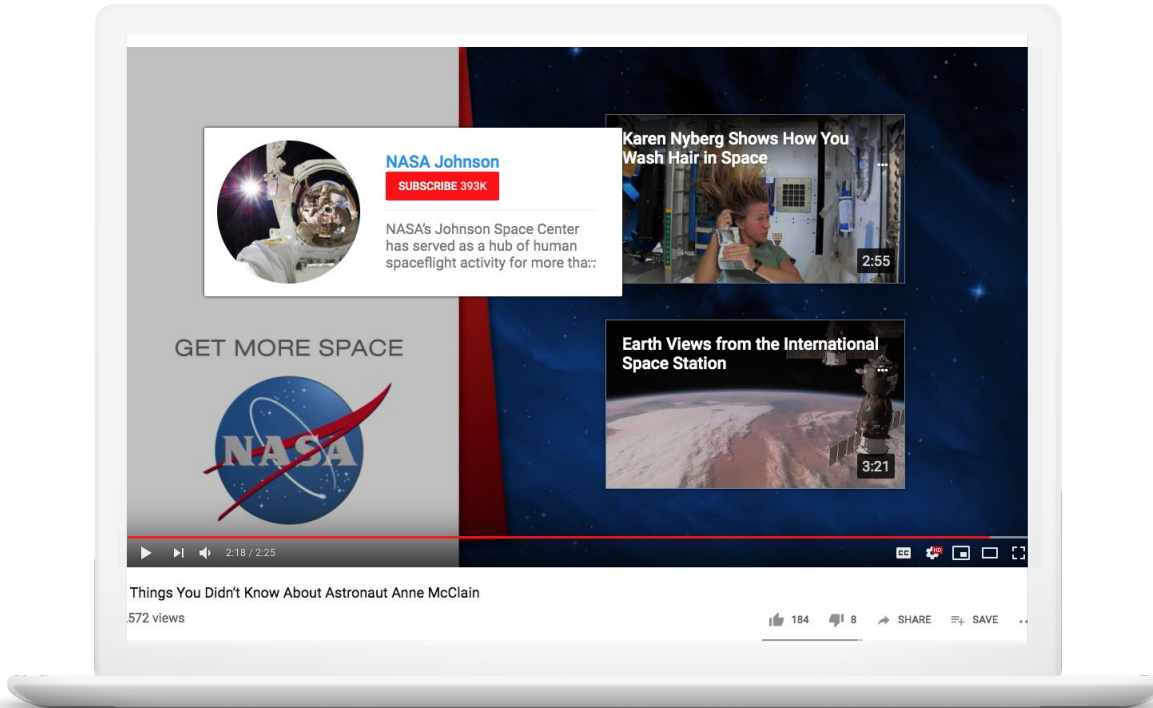 NASA Johnson
SUBSCRIBE 393K
NASA's Johnson Space Center
has served as a hub of human
spaceflight activity for more tha...
Karen Nyberg Shows How You
Wash Hair in Space
2:55
GET MORE SPACE
NASA
Earth Views from the International
Space Station
3:21
2:18 / 2:25
CC
HD
Things You Didn't Know About Astronaut Anne McClain
572 views
184
8
SHARE
SAVE